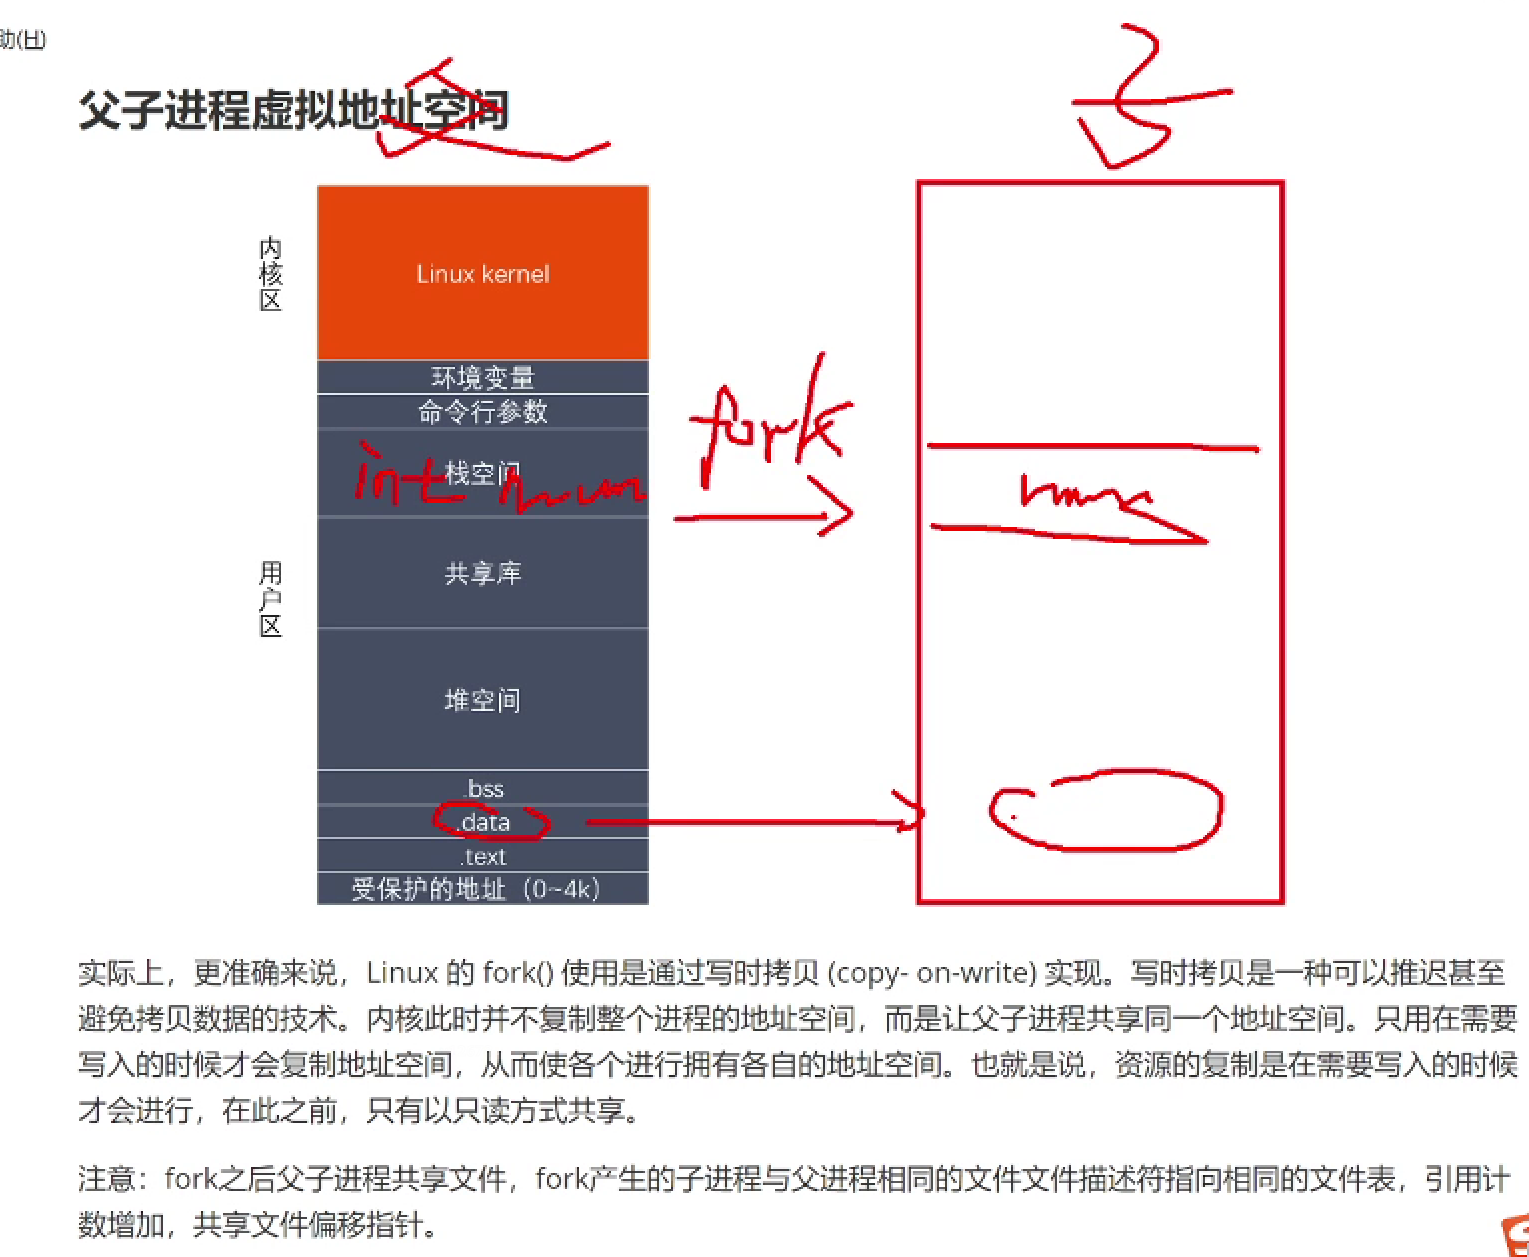 助(H)
父子进程虚拟地址空间
父
子
内核区
Linux kernel
环境变量
命令行参数
fork
栈空间
int num
num
共享库
用户区
堆空间
.bss
.data
.text
受保护的地址（0~4k）
实际上，更准确来说，Linux 的 fork() 使用是通过写时拷贝 (copy- on-write) 实现。写时拷贝是一种可以推迟甚至
避免拷贝数据的技术。内核此时并不复制整个进程的地址空间，而是让父子进程共享同一个地址空间。只用在需要
写入的时候才会复制地址空间，从而使各个进行拥有各自的地址空间。也就是说，资源的复制是在需要写入的时候
才会进行，在此之前，只有以只读方式共享。
注意：fork之后父子进程共享文件，fork产生的子进程与父进程相同的文件文件描述符指向相同的文件表，引用计
数增加，共享文件偏移指针。